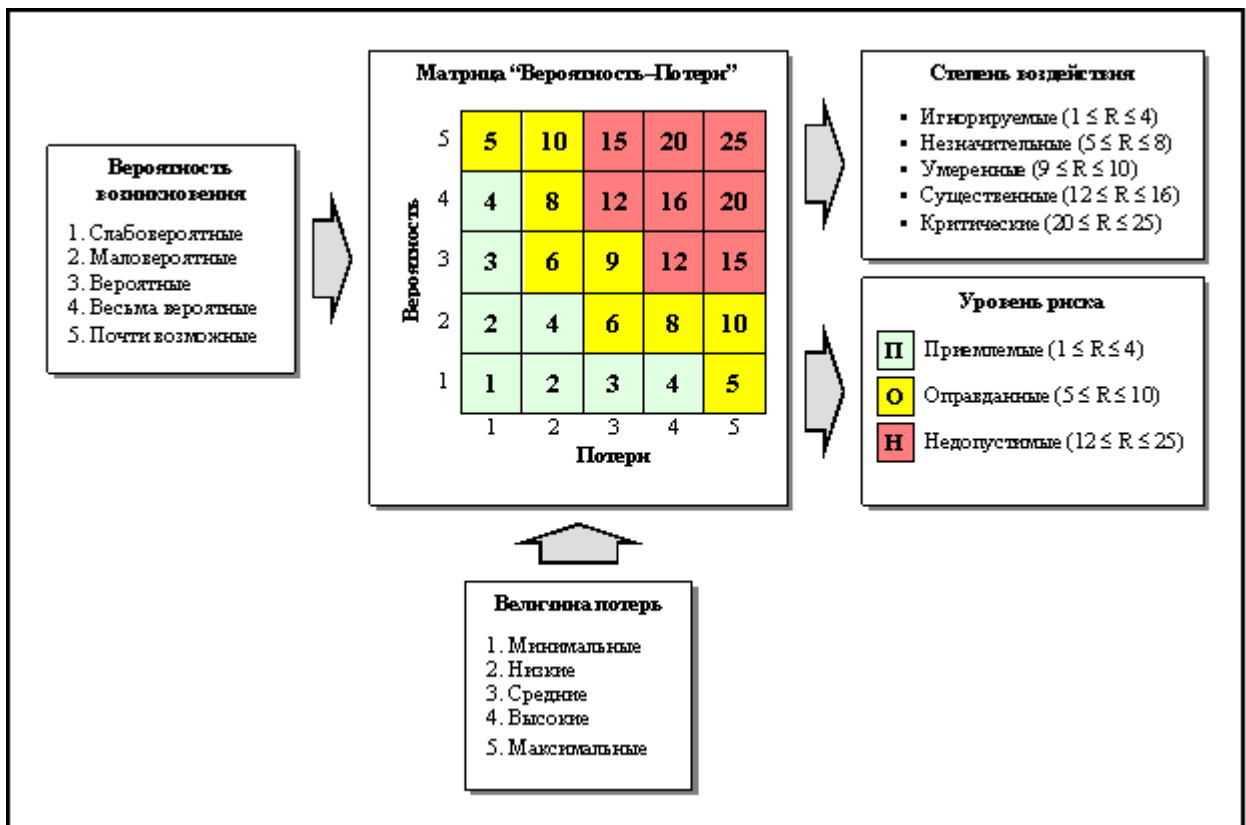 Вероятность
возникновения
1. Слабовероятные
2. Маловероятные
3. Вероятные
4. Весьма вероятные
5. Почти возможные
Матрица “Вероятность–Потери”
Вероятность
5 5 10 15 20 25
4 4 8 12 16 20
3 3 6 9 12 15
2 2 4 6 8 10
1 1 2 3 4 5
1 2 3 4 5
Потери
Степень воздействия
▪ Игнорируемые (1 ≤ R ≤ 4)
▪ Незначительные (5 ≤ R ≤ 8)
▪ Умеренные (9 ≤ R ≤ 10)
▪ Существенные (12 ≤ R ≤ 16)
▪ Критические (20 ≤ R ≤ 25)
Уровень риска
П Приемлемые (1 ≤ R ≤ 4)
О Оправданные (5 ≤ R ≤ 10)
Н Недопустимые (12 ≤ R ≤ 25)
Величина потерь
1. Минимальные
2. Низкие
3. Средние
4. Высокие
5. Максимальные